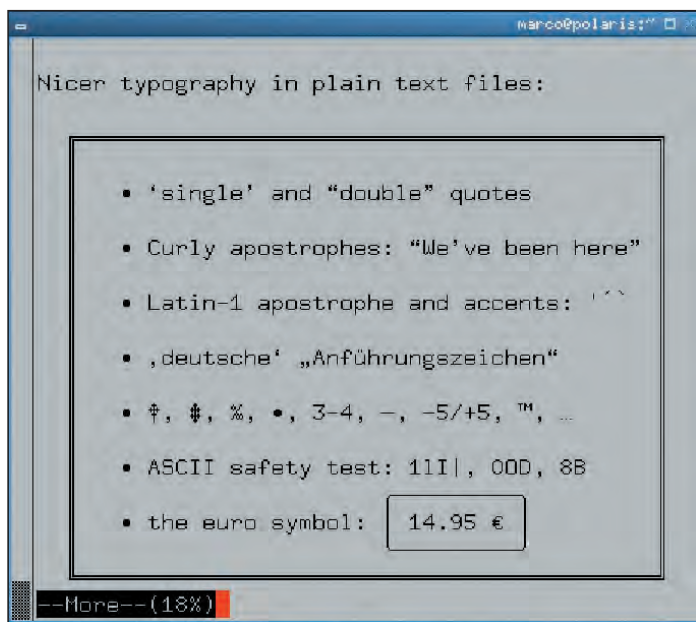 marco@polaris:~
Nicer typography in plain text files:
• ‘single’ and “double” quotes
• Curly apostrophes: “We’ve been here”
• Latin-1 apostrophe and accents: '´`
• ‚deutsche‘ „Anführungszeichen“
• †, ‡, ‰, •, 3–4, —, −5/+5, ™, …
• ASCII safety test: 1lI|, 0OD, 8B
• the euro symbol: 14.95 €
--More--(18%)